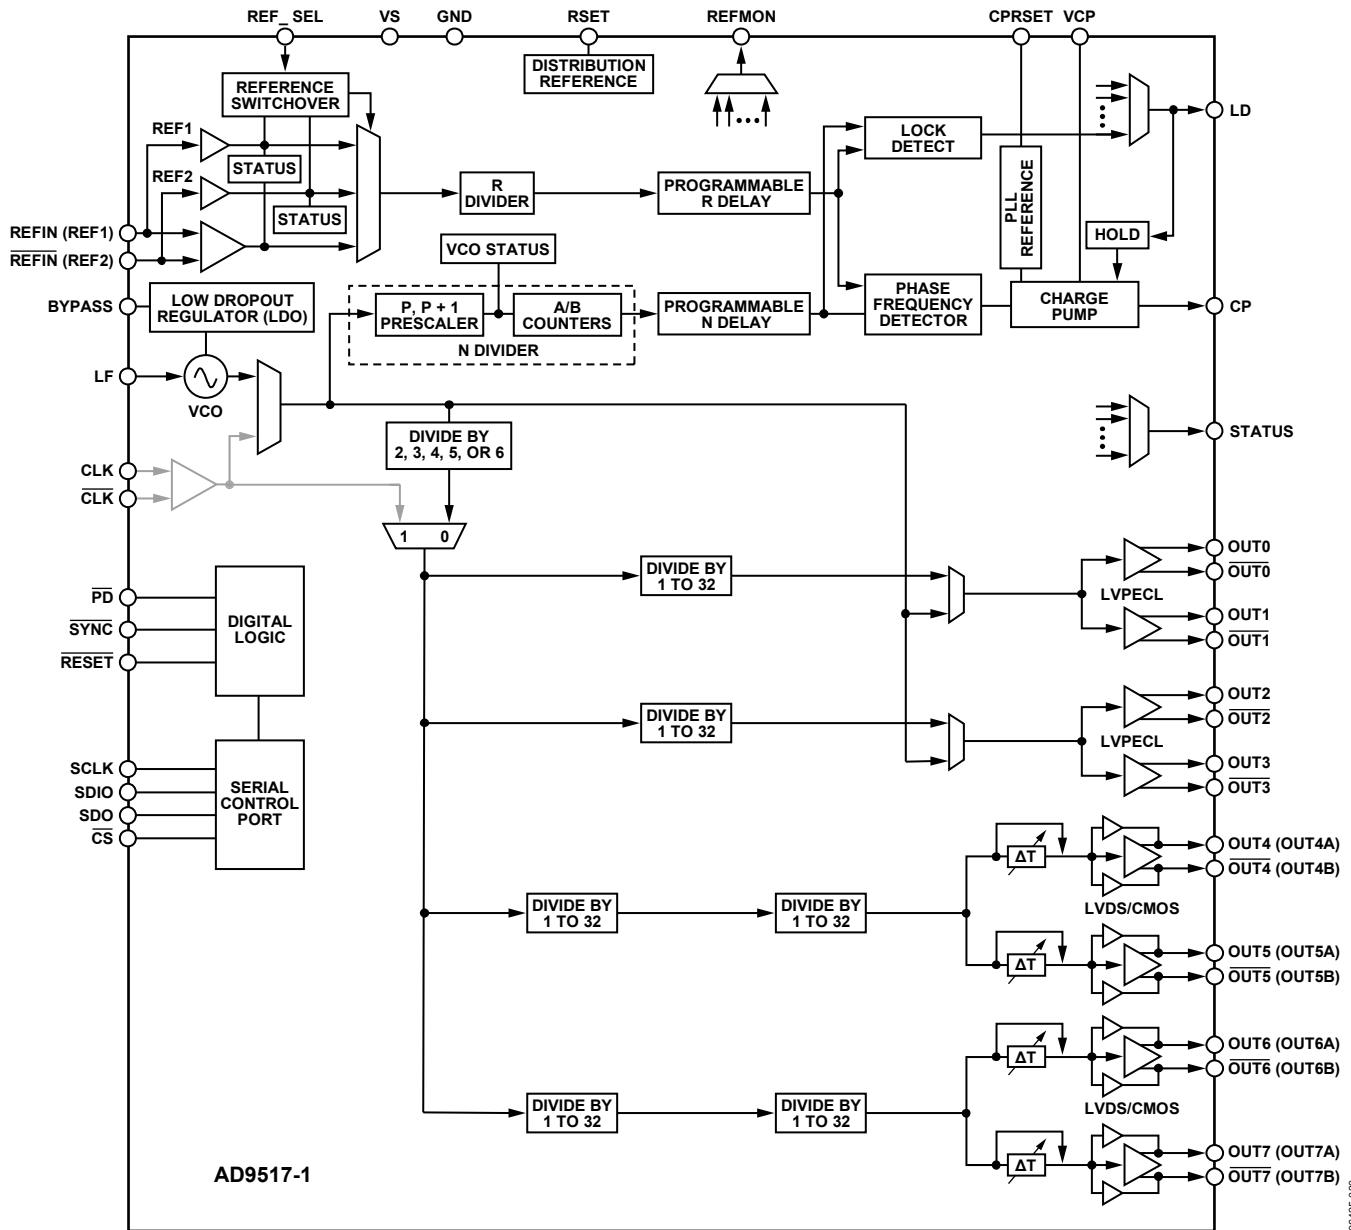 REF_ SEL VS GND RSET REFMON CPRSET VCP
DISTRIBUTION
REFERENCE
REFERENCE
SWITCHOVER
REF1
STATUS
REF2
STATUS
REFIN (REF1)
REFIN (REF2)
R
DIVIDER
PROGRAMMABLE
R DELAY
LOCK
DETECT
LD
PLL
REFERENCE
HOLD
VCO STATUS
BYPASS
LOW DROPOUT
REGULATOR (LDO)
P, P + 1
PRESCALER
A/B
COUNTERS
N DIVIDER
PROGRAMMABLE
N DELAY
PHASE
FREQUENCY
DETECTOR
CHARGE
PUMP
CP
LF
VCO
DIVIDE BY
2, 3, 4, 5, OR 6
STATUS
CLK
CLK
1 0
PD
SYNC
RESET
DIGITAL
LOGIC
DIVIDE BY
1 TO 32
LVPECL
OUT0
OUT0
OUT1
OUT1
DIVIDE BY
1 TO 32
LVPECL
OUT2
OUT2
OUT3
OUT3
SCLK
SDIO
SDO
CS
SERIAL
CONTROL
PORT
DIVIDE BY
1 TO 32
DIVIDE BY
1 TO 32
ΔT
ΔT
LVDS/CMOS
OUT4 (OUT4A)
OUT4 (OUT4B)
OUT5 (OUT5A)
OUT5 (OUT5B)
DIVIDE BY
1 TO 32
DIVIDE BY
1 TO 32
ΔT
ΔT
LVDS/CMOS
OUT6 (OUT6A)
OUT6 (OUT6B)
OUT7 (OUT7A)
OUT7 (OUT7B)
AD9517-1